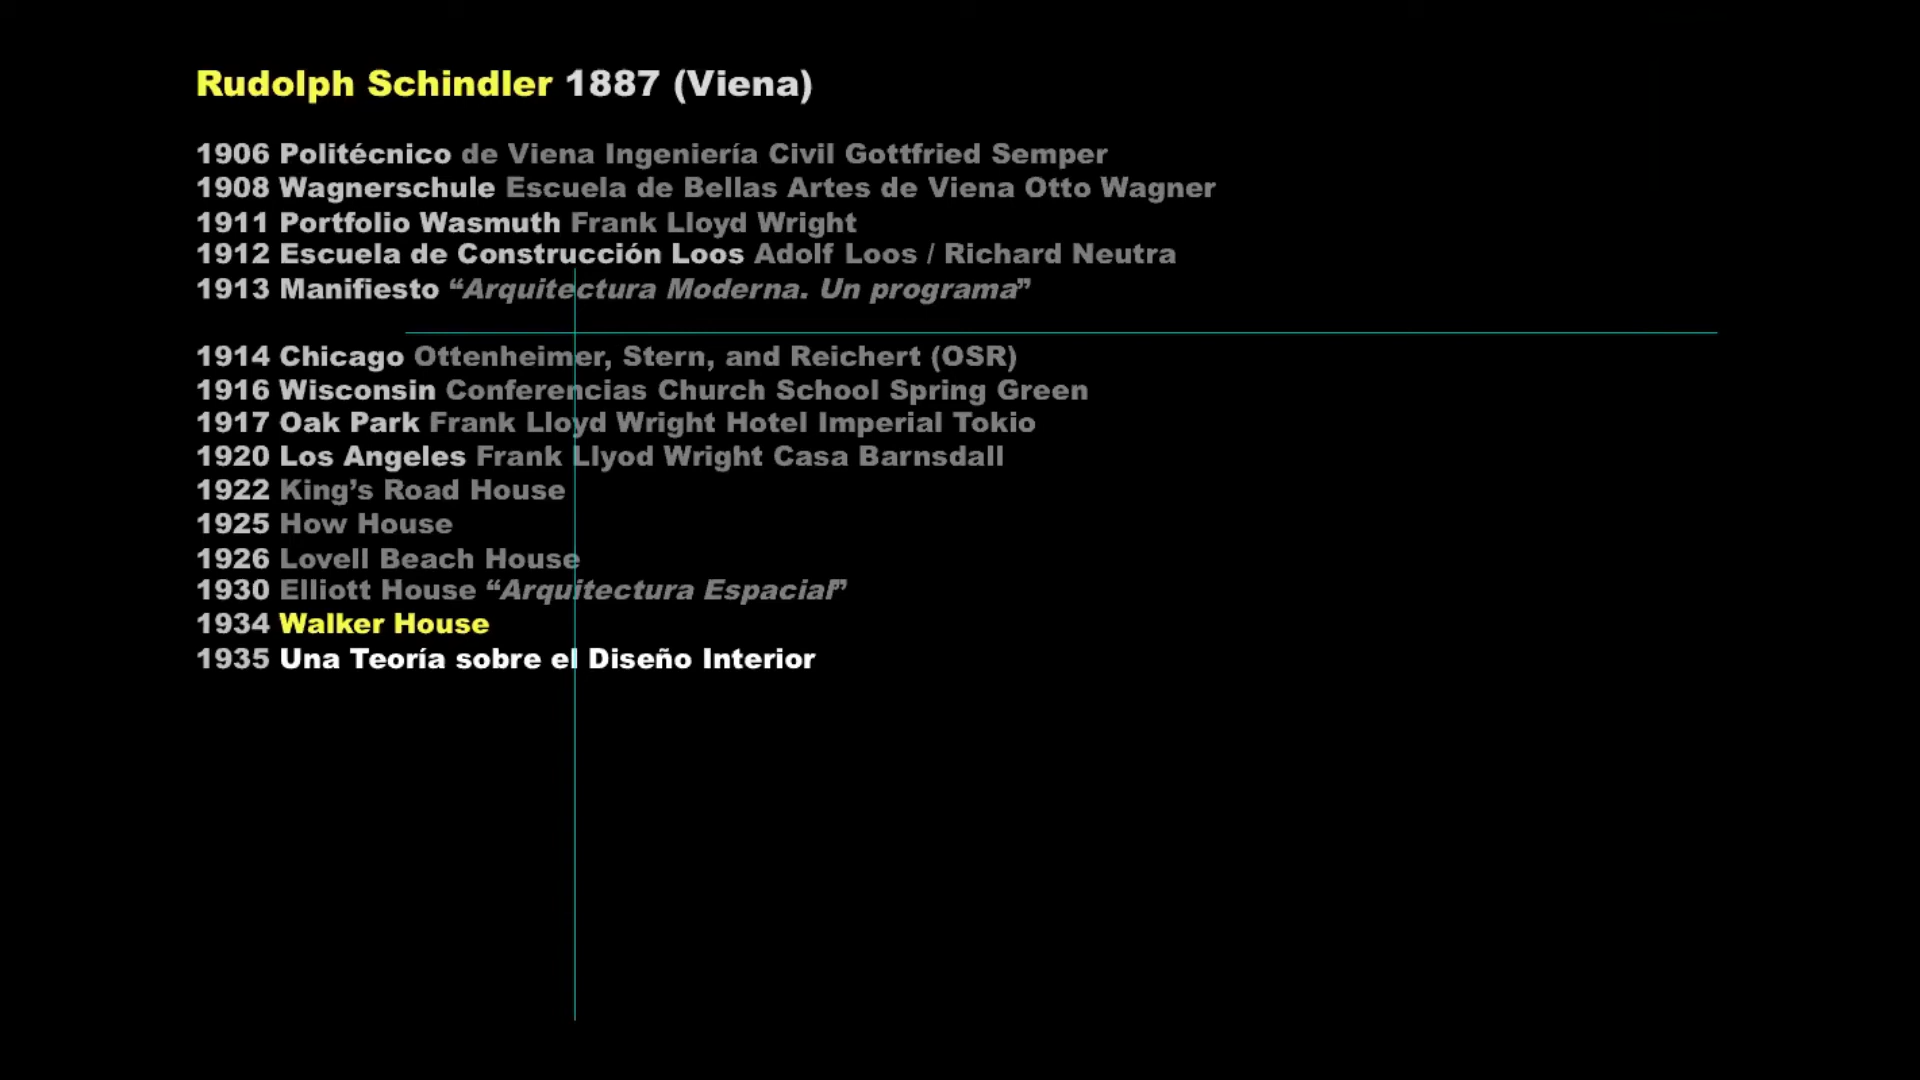 Rudolph Schindler 1887 (Viena)
1906 Politécnico de Viena Ingeniería Civil Gottfried Semper
1908 Wagnerschule Escuela de Bellas Artes de Viena Otto Wagner
1911 Portfolio Wasmuth Frank Lloyd Wright
1912 Escuela de Construcción Loos Adolf Loos / Richard Neutra
1913 Manifiesto “Arquitectura Moderna. Un programa”
1914 Chicago Ottenheimer, Stern, and Reichert (OSR)
1916 Wisconsin Conferencias Church School Spring Green
1917 Oak Park Frank Lloyd Wright Hotel Imperial Tokio
1920 Los Angeles Frank Llyod Wright Casa Barnsdall
1922 King’s Road House
1925 How House
1926 Lovell Beach House
1930 Elliott House “Arquitectura Espacial”
1934 Walker House
1935 Una Teoría sobre el Diseño Interior